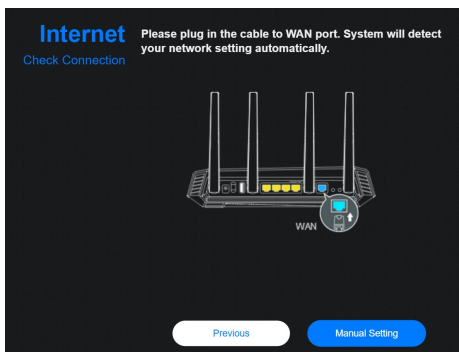 Internet
Check Connection
Please plug in the cable to WAN port. System will detect
your network setting automatically.
WAN
Previous
Manual Setting